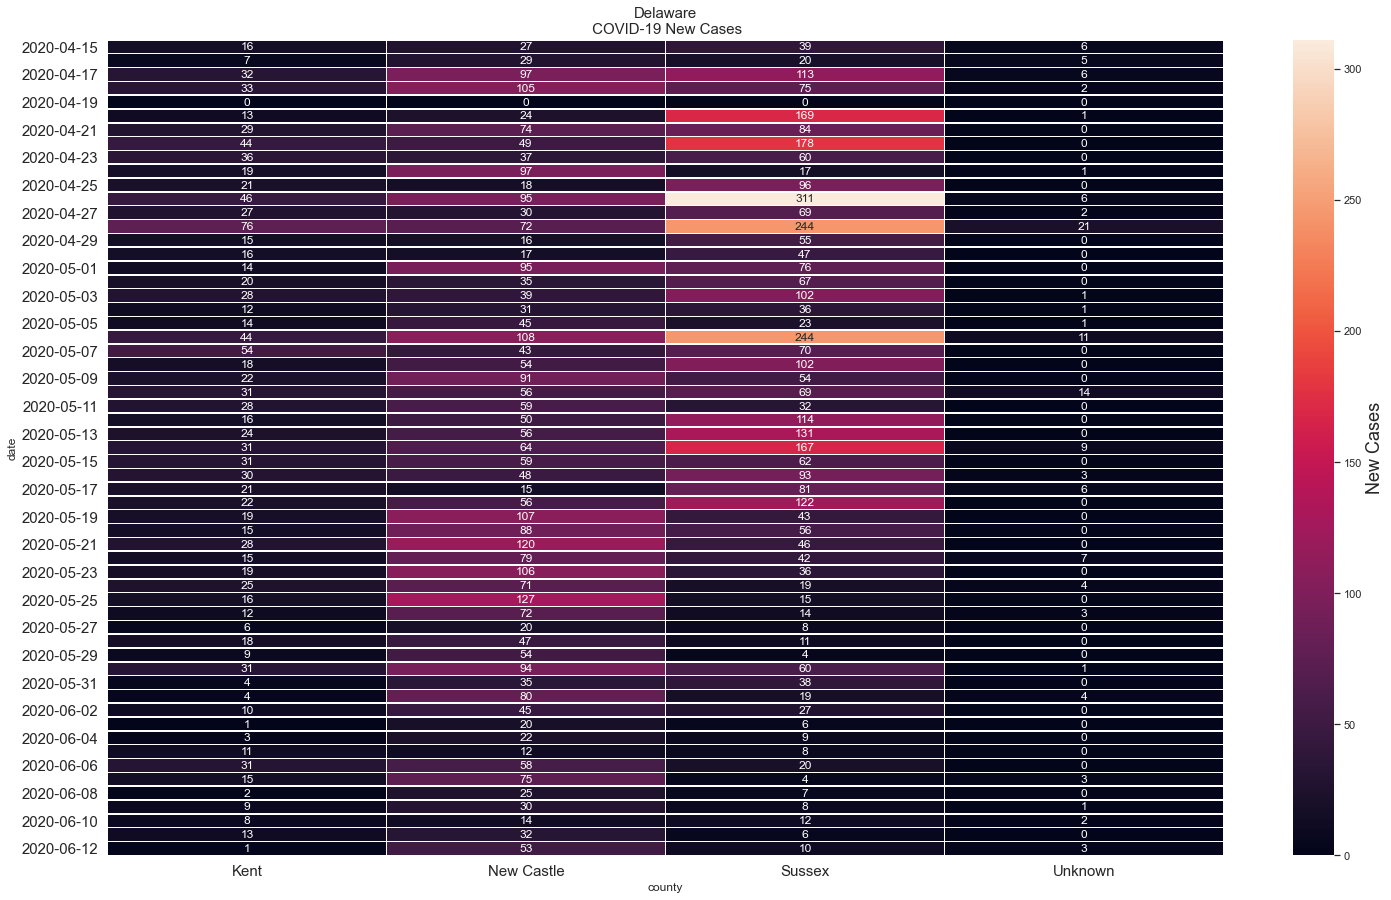 Delaware
COVID-19 New Cases
2020-04-15 16 27 39 6
7 29 20 5
2020-04-17 32 97 113 6
33 105 75 2
2020-04-19 0 0 0 0
13 24 169 1
2020-04-21 29 74 84 0
44 49 178 0
2020-04-23 36 37 60 0
19 97 17 1
2020-04-25 21 18 96 0
46 95 311 6
2020-04-27 27 30 69 2
76 72 244 21
2020-04-29 15 16 55 0
16 17 47 0
2020-05-01 14 95 76 0
20 35 67 0
2020-05-03 28 39 102 1
12 31 36 1
2020-05-05 14 45 23 1
44 108 244 11
2020-05-07 54 43 70 0
18 54 102 0
2020-05-09 22 91 54 0
31 56 69 14
2020-05-11 28 59 32 0
16 50 114 0
2020-05-13 24 56 131 0
31 64 167 9
2020-05-15 31 59 62 0
30 48 93 3
2020-05-17 21 15 81 6
22 56 122 0
2020-05-19 19 107 43 0
15 88 56 0
2020-05-21 28 120 46 0
15 79 42 7
2020-05-23 19 106 36 0
25 71 19 4
2020-05-25 16 127 15 0
12 72 14 3
2020-05-27 6 20 8 0
18 47 11 0
2020-05-29 9 54 4 0
31 94 60 1
2020-05-31 4 35 38 0
4 80 19 4
2020-06-02 10 45 27 0
1 20 6 0
2020-06-04 3 22 9 0
11 12 8 0
2020-06-06 31 58 20 0
15 75 4 3
2020-06-08 2 25 7 0
9 30 8 1
2020-06-10 8 14 12 2
13 32 6 0
2020-06-12 1 53 10 3
Kent New Castle Sussex Unknown
county
date
300
250
200
150
100
50
0
New Cases